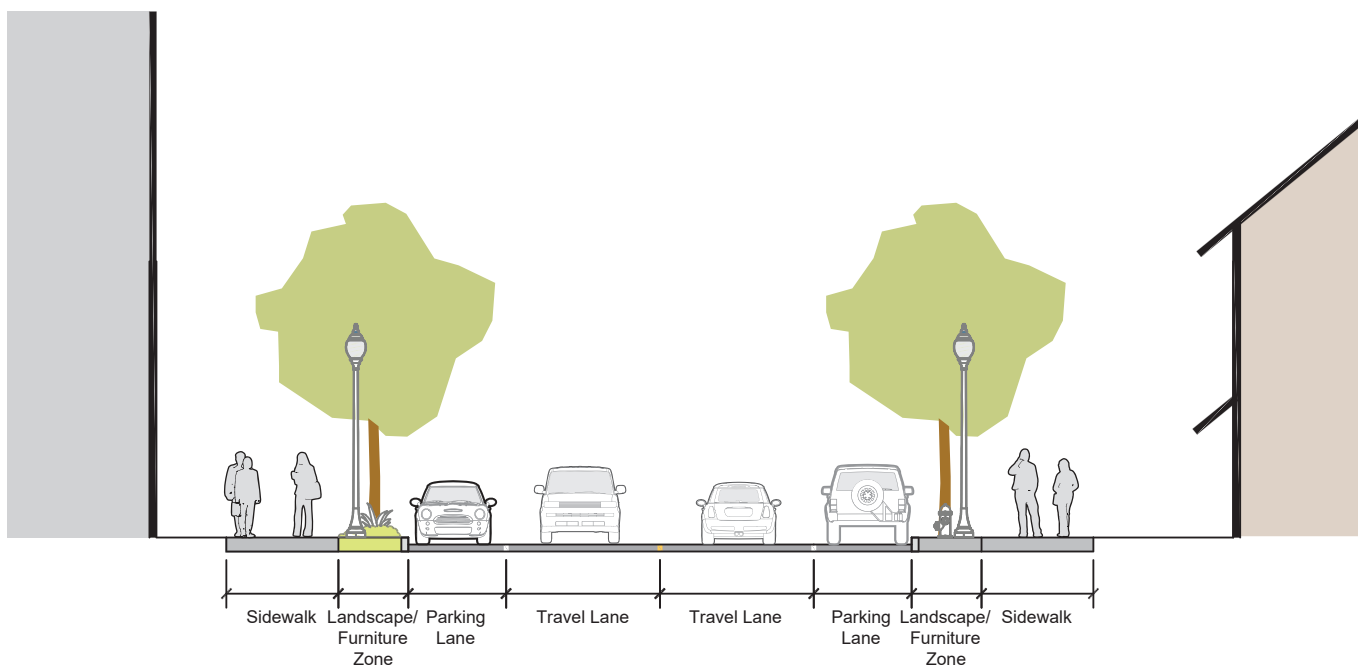 Sidewalk
Landscape/
Furniture
Zone
Parking
Lane
Travel Lane
Travel Lane
Parking
Lane
Landscape/
Furniture
Zone
Sidewalk